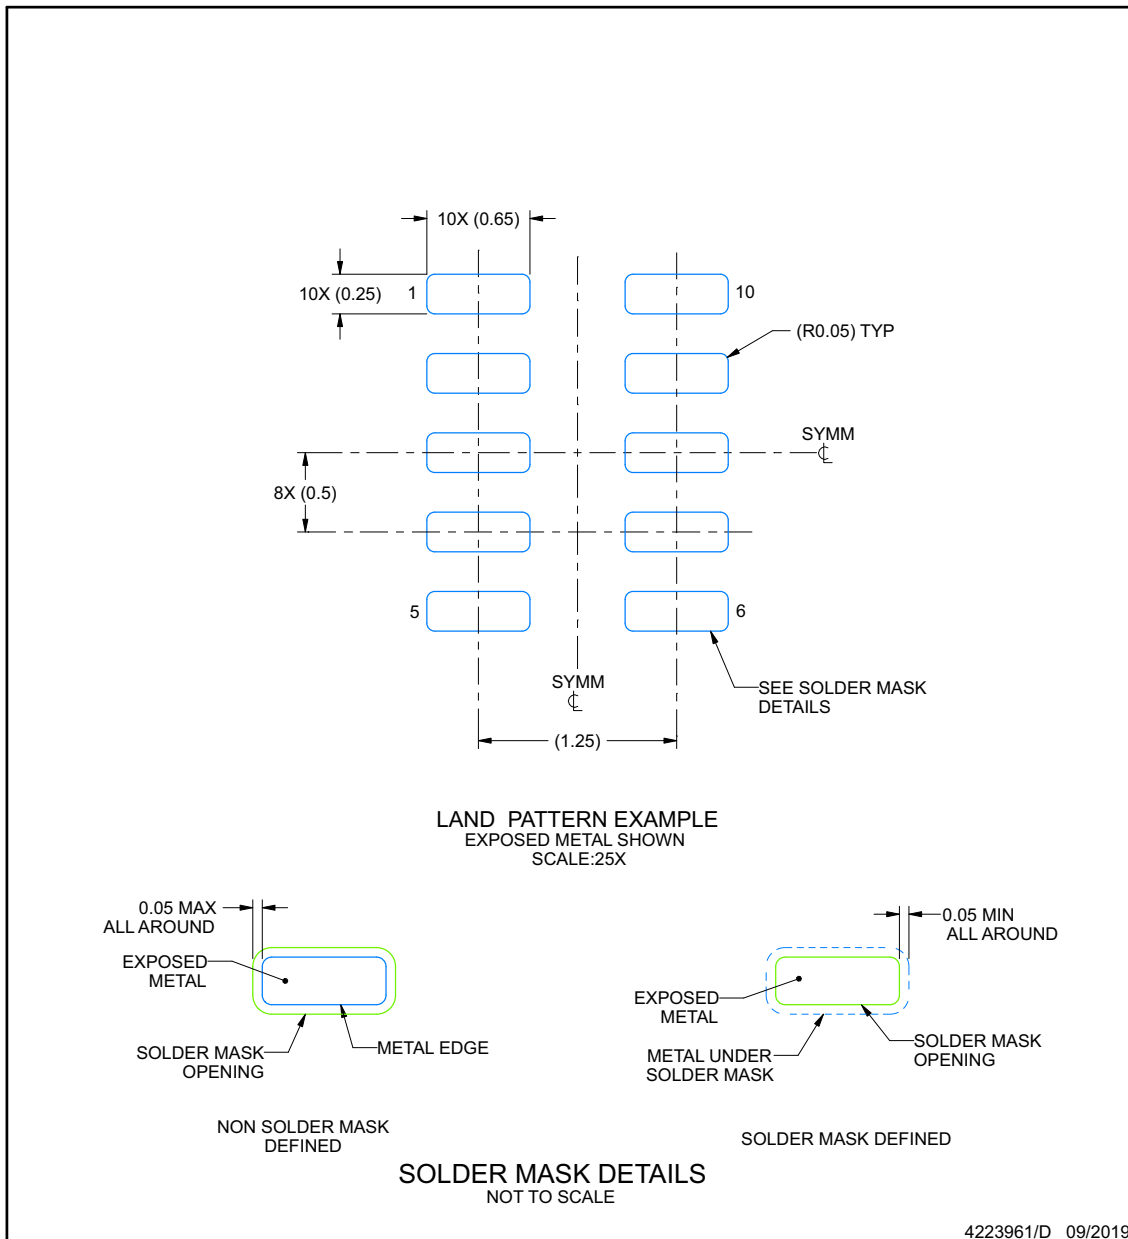 10X (0.65)
10X (0.25)
1
10
(R0.05) TYP
SYMM
℄
8X (0.5)
5
6
SYMM
℄
SEE SOLDER MASK
DETAILS
(1.25)
LAND PATTERN EXAMPLE
EXPOSED METAL SHOWN
SCALE:25X
0.05 MAX
ALL AROUND
EXPOSED
METAL
SOLDER MASK
OPENING
METAL EDGE
NON SOLDER MASK
DEFINED
0.05 MIN
ALL AROUND
EXPOSED
METAL
METAL UNDER
SOLDER MASK
SOLDER MASK
OPENING
SOLDER MASK DEFINED
SOLDER MASK DETAILS
NOT TO SCALE
4223961/D 09/2019